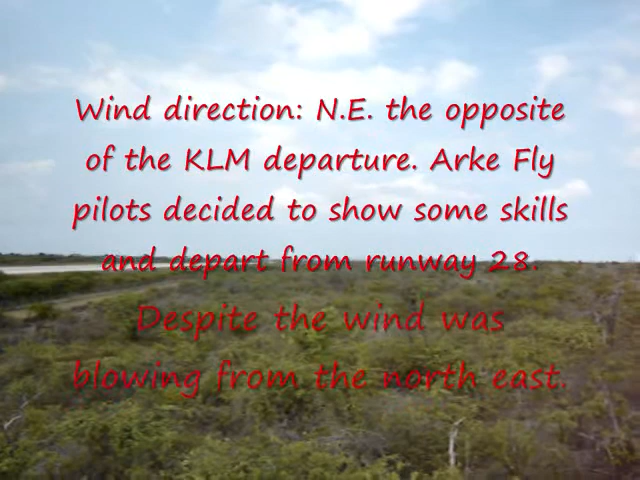 Wind direction: N.E. the opposite
of the KLM departure. Arke Fly
pilots decided to show some skills
and depart from runway 28.
Despite the wind was
blowing from the north east.